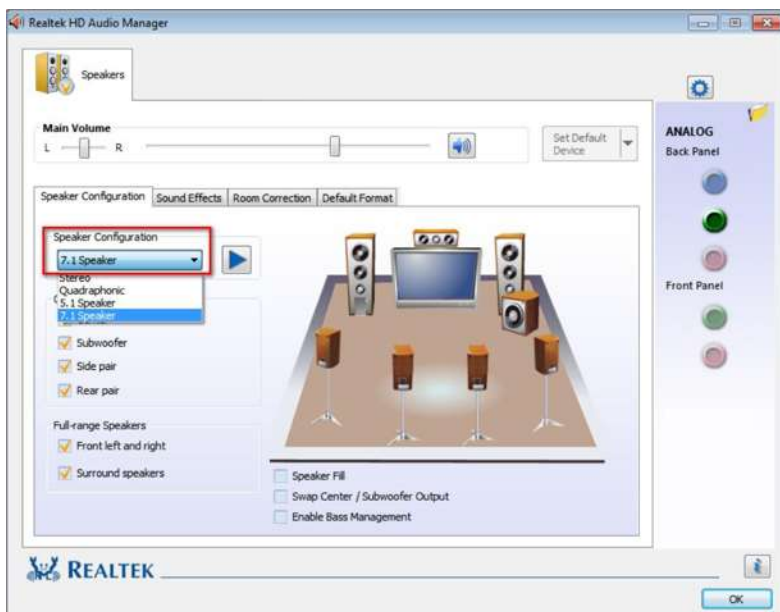 Realtek HD Audio Manager
Speakers
Main Volume
L R
Set Default
Device
ANALOG
Back Panel
Speaker Configuration Sound Effects Room Correction Default Format
Speaker Configuration
7.1 Speaker
Stereo
Quadraphonic
5.1 Speaker
7.1 Speaker
Front Panel
Subwoofer
Side pair
Rear pair
Full-range Speakers
Front left and right
Surround speakers
Speaker Fill
Swap Center / Subwoofer Output
Enable Bass Management
REALTEK
OK